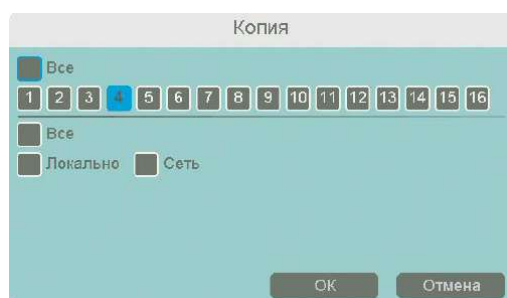 Копия
Все
1 2 3 4 5 6 7 8 9 10 11 12 13 14 15 16
Все
Локально Сеть
ОК Отмена